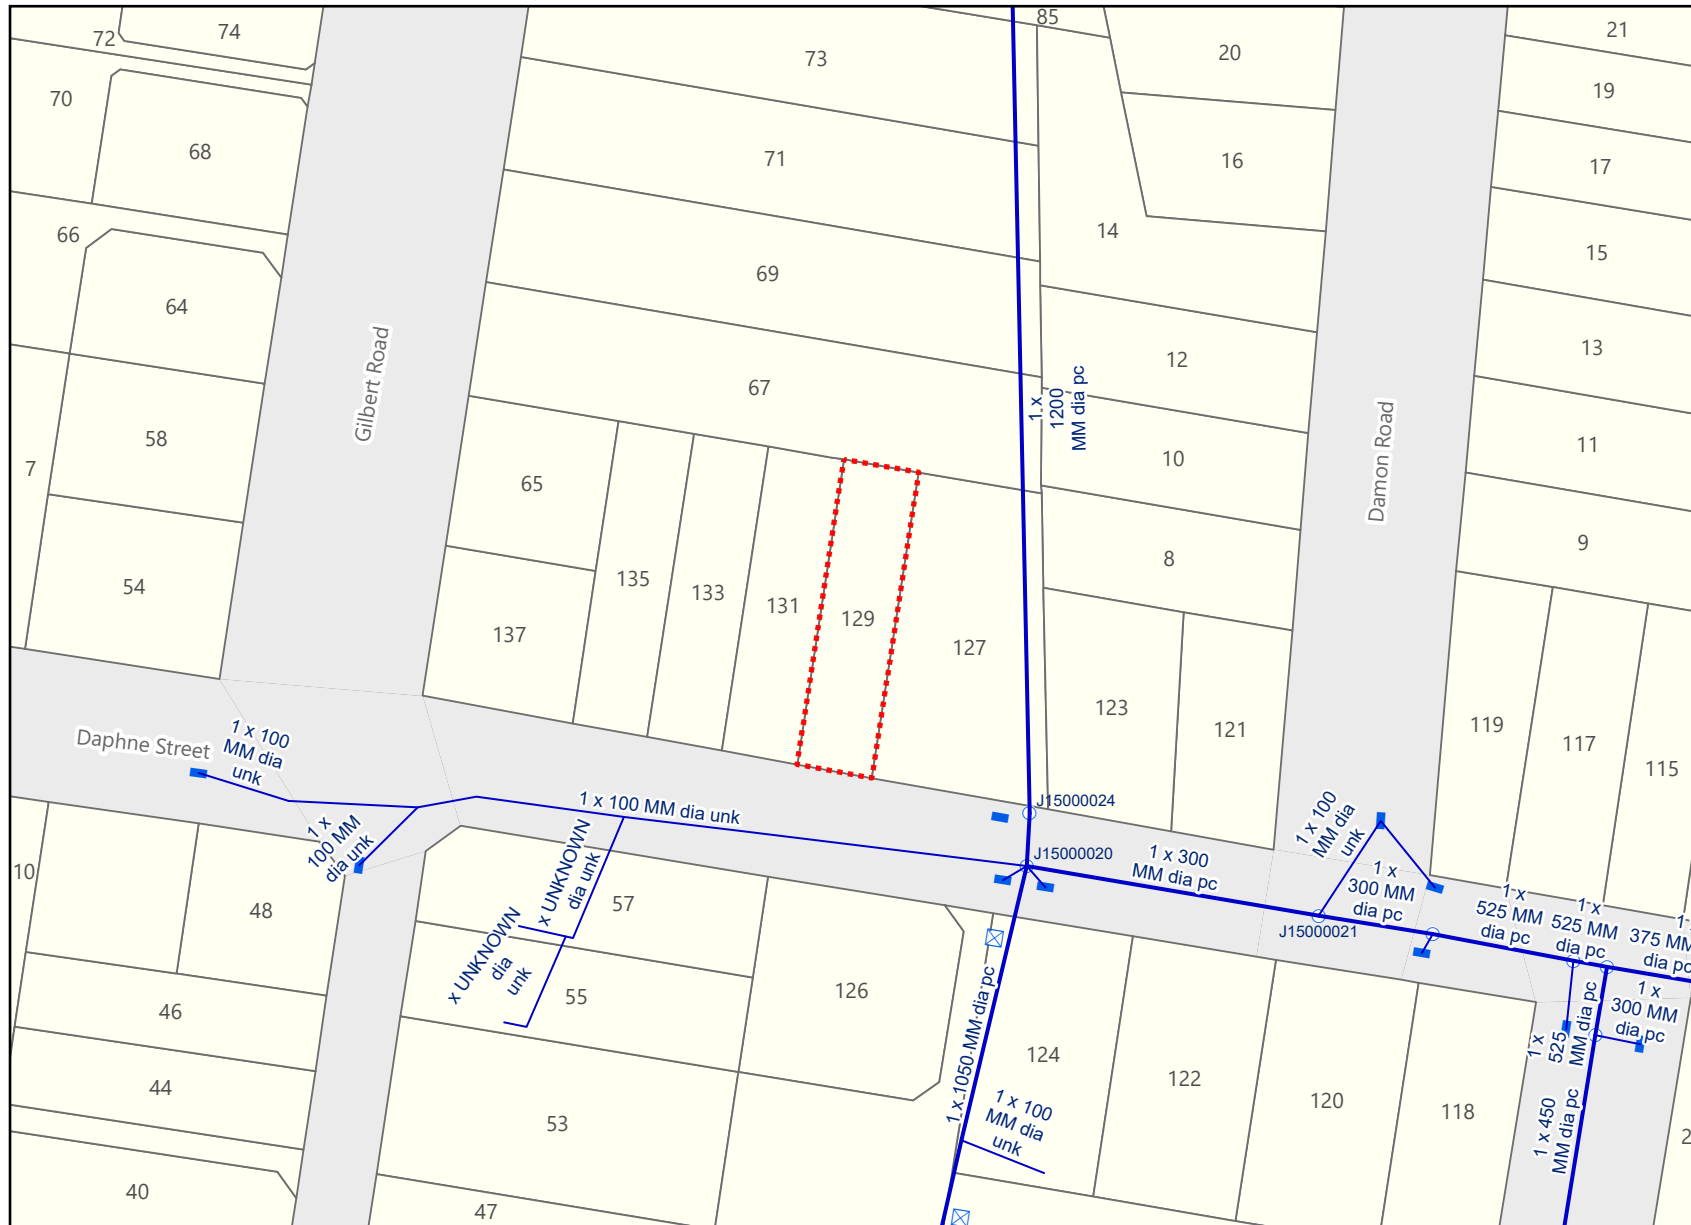 72
74
73
85
20
21
70
68
71
16
19
17
66
64
69
14
15
58
Gilbert Road
67
1 x
1200
MM dia pc
12
13
7
65
10
Damon Road
11
54
137
135
133
131
129
127
8
9
123
121
119
117
115
Daphne Street
1 x 100
MM dia
unk
1 x 100 MM dia unk
J15000024
J15000020
1 x
100 MM
dia unk
x UNKNOWN
dia unk
1 x 300
MM dia pc
1 x 100
MM dia
unk
1 x
300 MM
dia pc
J15000021
1 x
525 MM
dia pc
1 x
525 MM
dia pc
1
375 MM
dia pc
10
48
57
x UNKNOWN
dia
unk
55
126
1 x 1050 MM dia pc
124
1 x 100
MM dia
unk
122
120
118
1 x
525
MM dia pc
1 x
300 MM
dia pc
1 x 450
MM dia pc
46
44
53
40
47
2